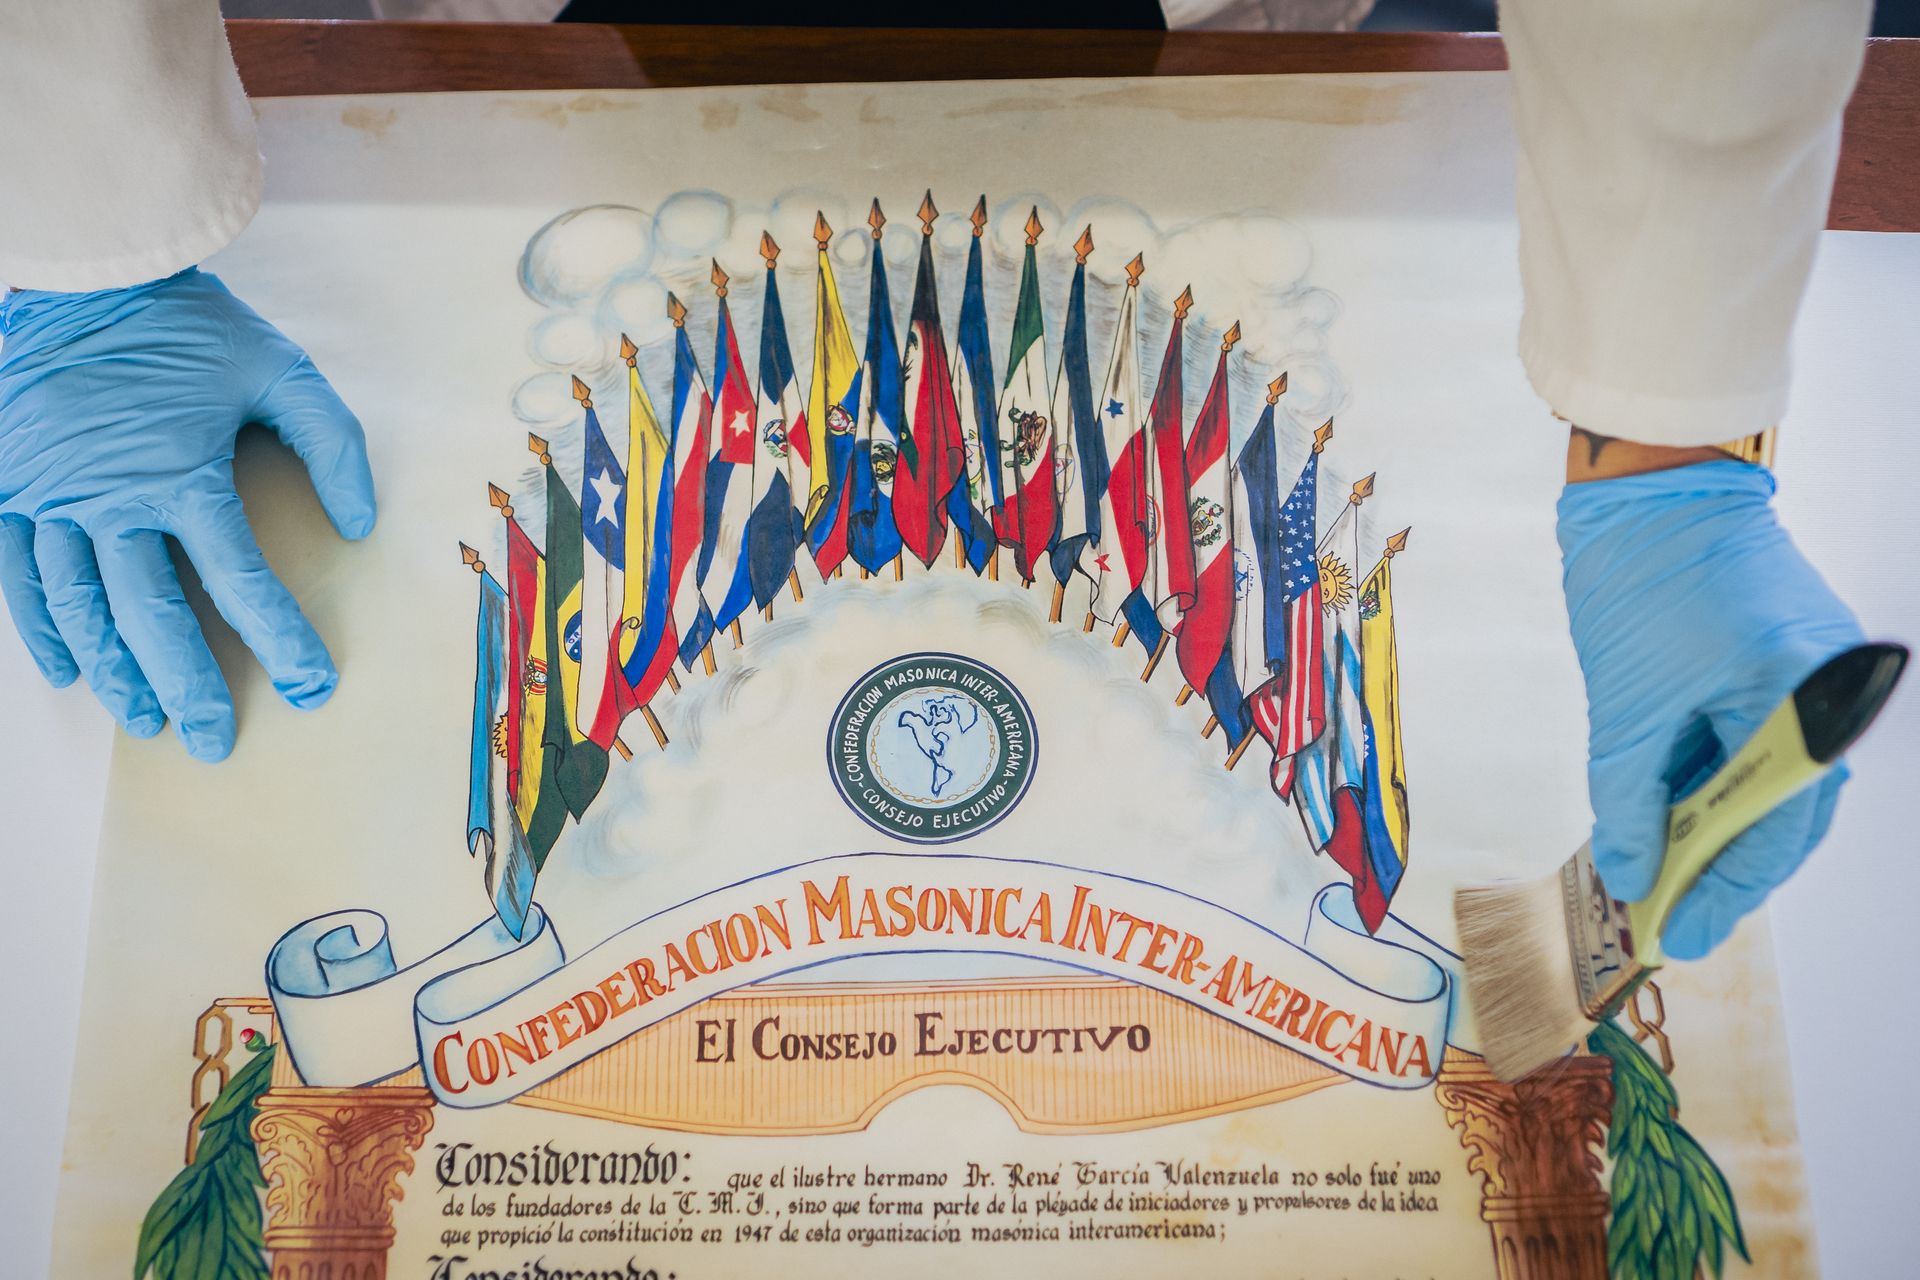 CONFEDERACION MASONICA INTER-AMERICANA
- CONSEJO EJECUTIVO -
CONFEDERACION MASONICA INTER-AMERICANA
El CONSEJO EJECUTIVO
Considerando: que el ilustre hermano Dr. René García Valenzuela no solo fué uno
de los fundadores de la C. M. I., sino que forma parte de la pléyade de iniciadores y propulsores de la idea
que propició la constitución en 1947 de esta organización masónica interamericana;
Considerando: